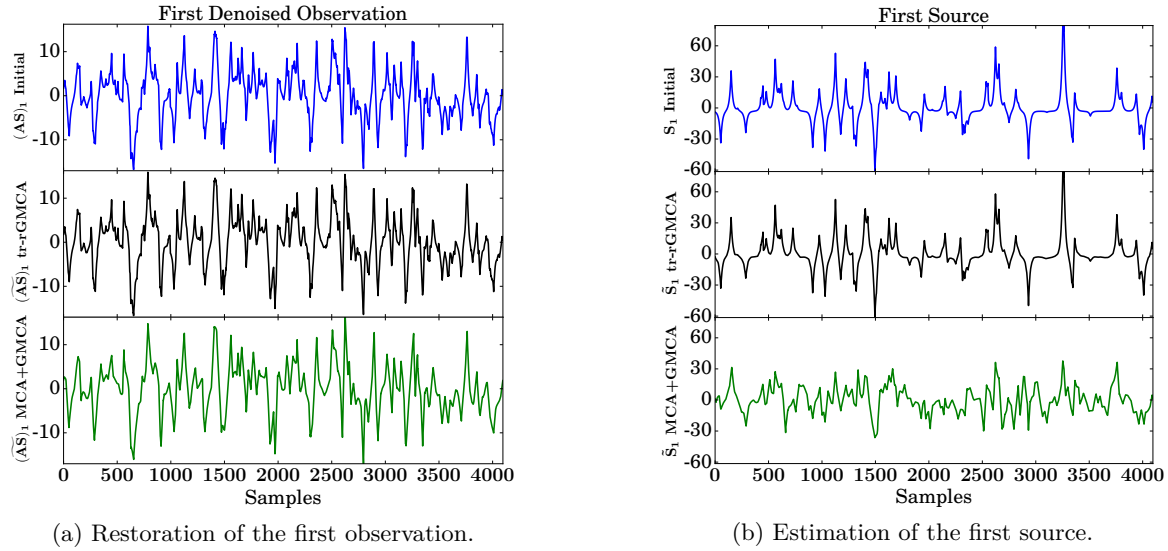 First Denoised Observation
(AS)₁ Initial
10
0
-10
(ÃS)₁ tr-rGMCA
10
0
-10
(ÃS)₁ MCA+GMCA
10
0
-10
0 500 1000 1500 2000 2500 3000 3500 4000
Samples
(a) Restoration of the first observation.
First Source
S₁ Initial
60
30
0
-30
-60
S̃₁ tr-rGMCA
60
30
0
-30
-60
S̃₁ MCA+GMCA
60
30
0
-30
-60
0 500 1000 1500 2000 2500 3000 3500 4000
Samples
(b) Estimation of the first source.